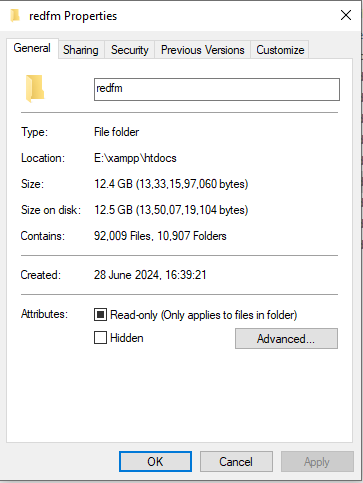 redfm Properties
General Sharing Security Previous Versions Customize
redfm
Type: File folder
Location: E:\xampp\htdocs
Size: 12.4 GB (13,33,15,97,060 bytes)
Size on disk: 12.5 GB (13,50,07,19,104 bytes)
Contains: 92,009 Files, 10,907 Folders
Created: 28 June 2024, 16:39:21
Attributes: Read-only (Only applies to files in folder)
Hidden Advanced...
OK Cancel Apply